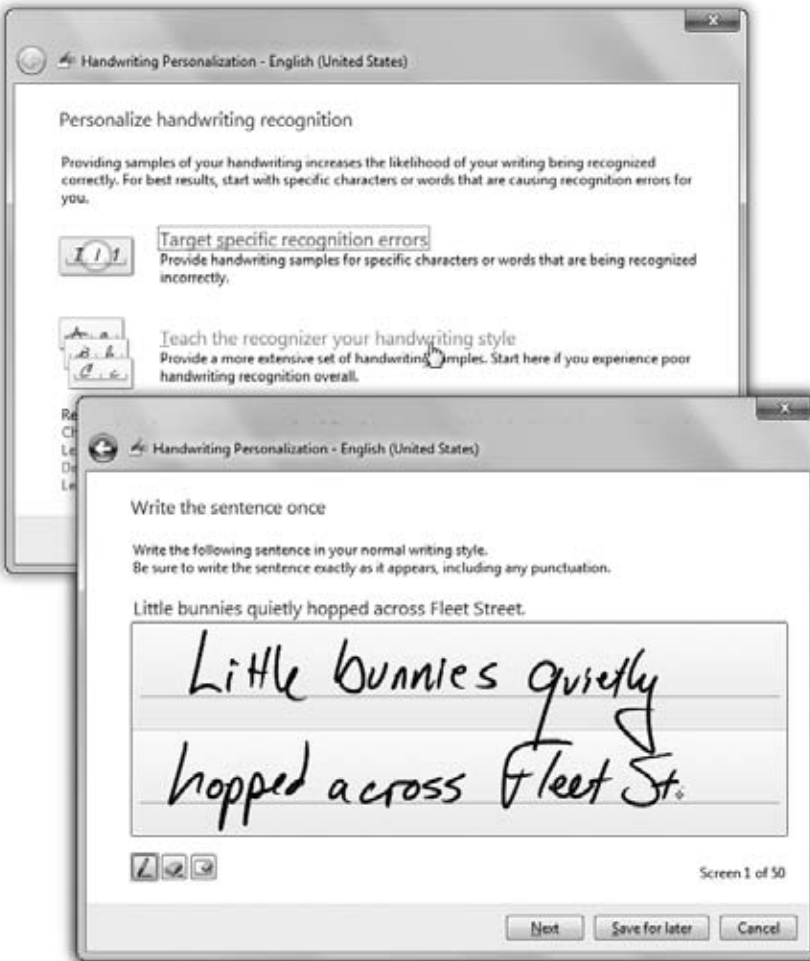 Handwriting Personalization - English (United States)
Personalize handwriting recognition
Providing samples of your handwriting increases the likelihood of your writing being recognized
correctly. For best results, start with specific characters or words that are causing recognition errors for
you.
Target specific recognition errors
Provide handwriting samples for specific characters or words that are being recognized
incorrectly.
Teach the recognizer your handwriting style
Provide a more extensive set of handwriting samples. Start here if you experience poor
handwriting recognition overall.
Handwriting Personalization - English (United States)
Write the sentence once
Write the following sentence in your normal writing style.
Be sure to write the sentence exactly as it appears, including any punctuation.
Little bunnies quietly hopped across Fleet Street.
Little bunnies quietly
hopped across Fleet St.
Screen 1 of 50
Next Save for later Cancel